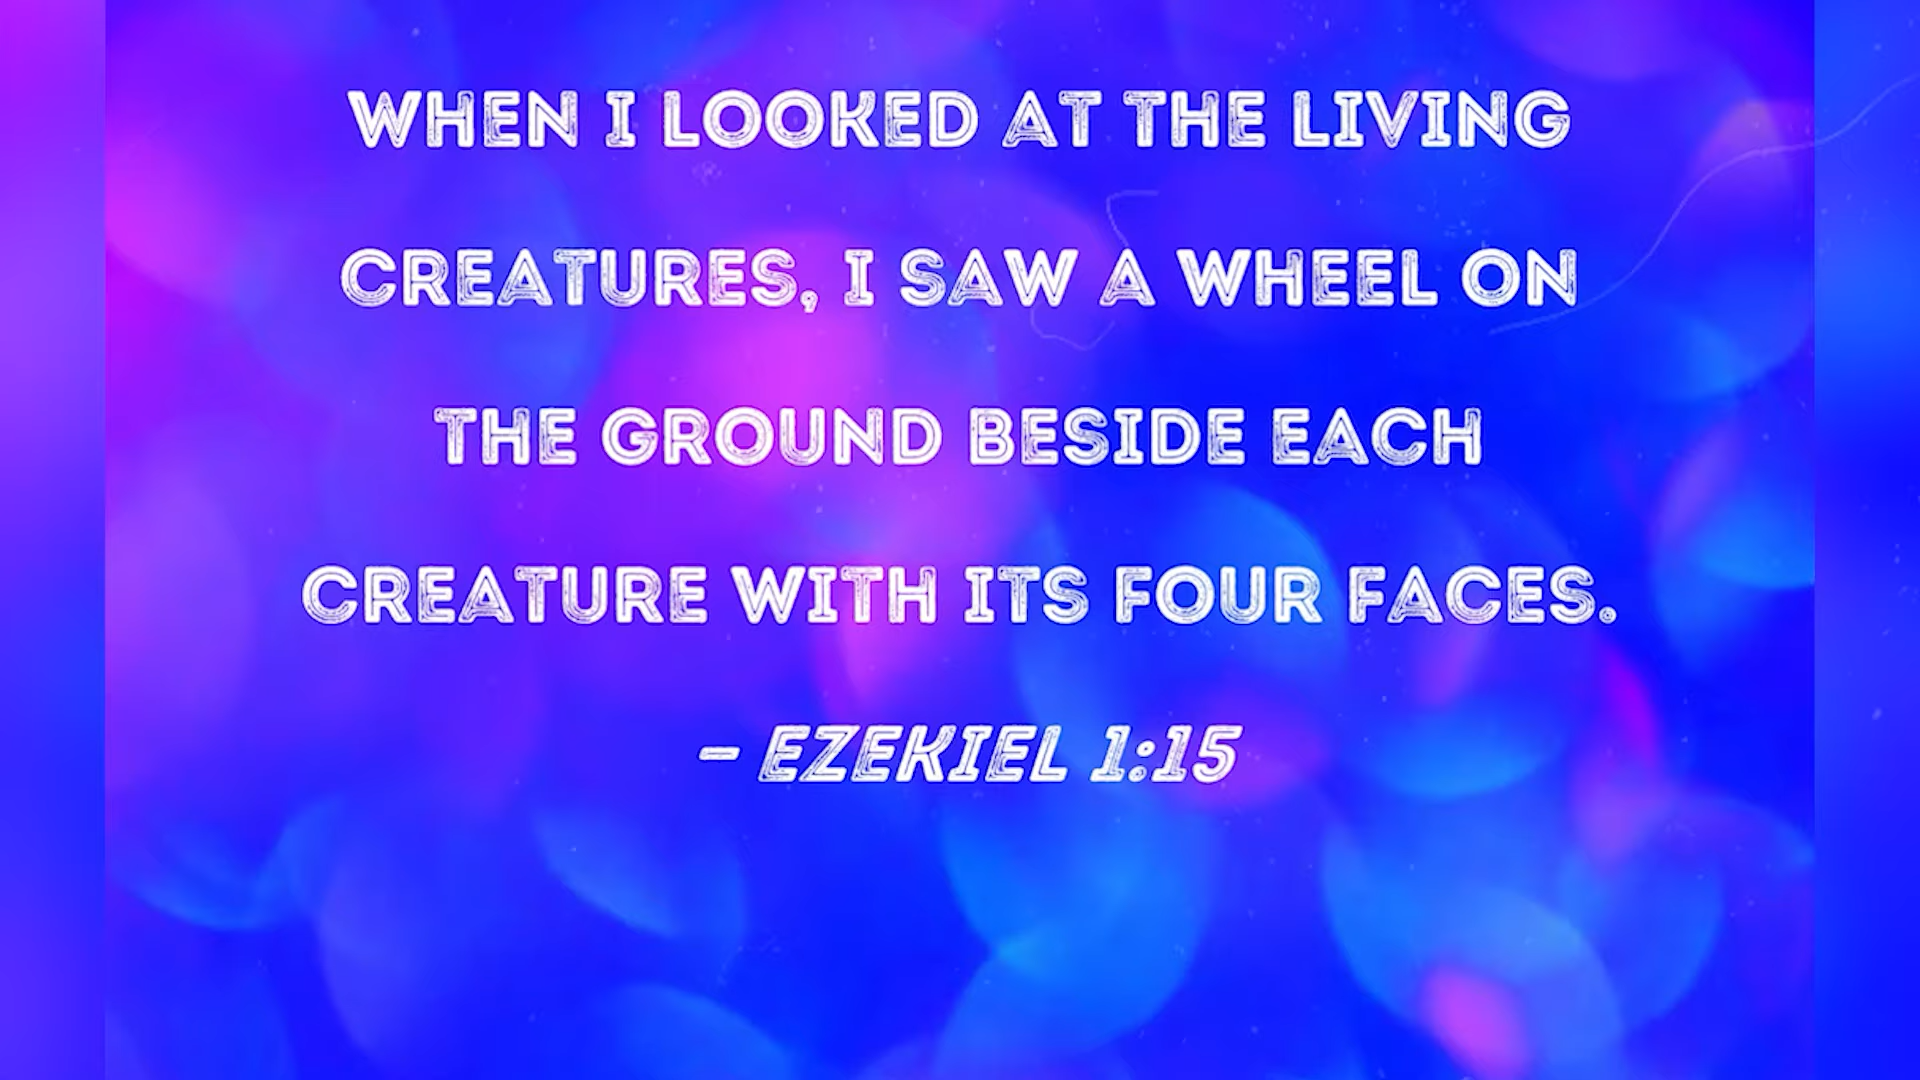 WHEN I LOOKED AT THE LIVING
CREATURES, I SAW A WHEEL ON
THE GROUND BESIDE EACH
CREATURE WITH ITS FOUR FACES.
– EZEKIEL 1:15